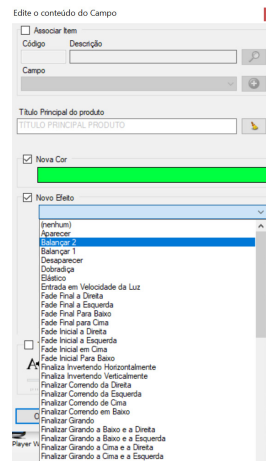 Edite o conteúdo do Campo
Associar Item
Código Descrição
Campo
Título Principal do produto
TITULO PRINCIPAL PRODUTO
Nova Cor
Novo Efeito
(nenhum)
Aparecer
Balançar 2
Balançar 1
Desaparecer
Dobradiça
Elástico
Entrada em Velocidade da Luz
Fade Final a Direita
Fade Final a Esquerda
Fade Final Para Baixo
Fade Final para Cima
Fade Inicial a Direita
Fade Inicial a Esquerda
Fade Inicial em Cima
Fade Inicial Para Baixo
Finaliza Invertendo Horizontalmente
Finaliza Invertendo Verticalmente
Finalizar Correndo da Direita
Finalizar Correndo da Esquerda
Finalizar Correndo de Cima
Finalizar Correndo em Baixo
Finalizar Girando
Finalizar Girando a Baixo e a Direita
Finalizar Girando a Baixo e a Esquerda
Finalizar Girando a Cima e a Direita
Finalizar Girando a Cima e a Esquerda
Player W